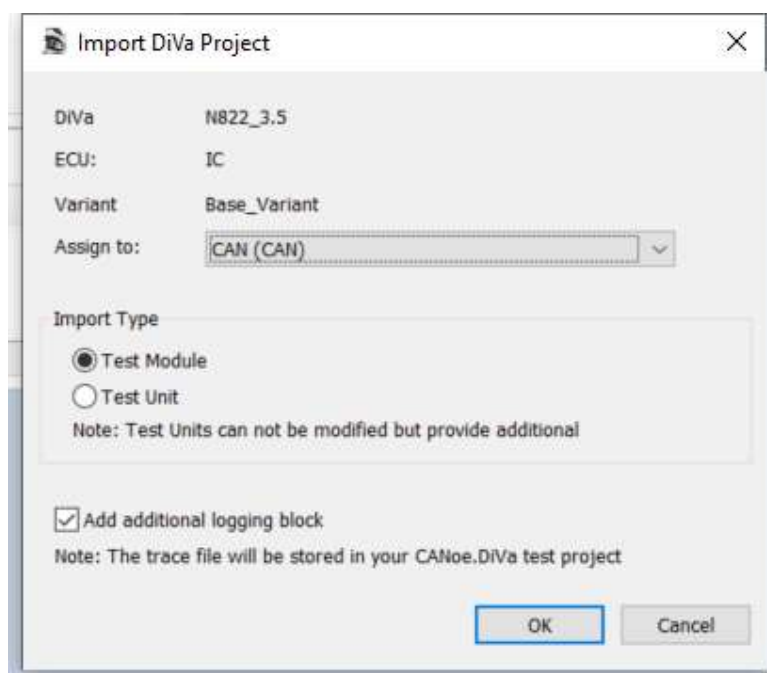 Import DiVa Project
DiVa N822_3.5
ECU: IC
Variant Base_Variant
Assign to: CAN (CAN)
Import Type
Test Module
Test Unit
Note: Test Units can not be modified but provide additional
Add additional logging block
Note: The trace file will be stored in your CANoe.DiVa test project
OK Cancel